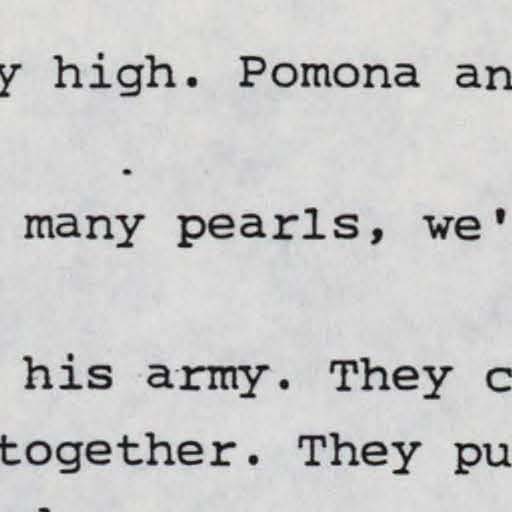 y high. Pomona an
many pearls, we'
his army. They c
together. They pu